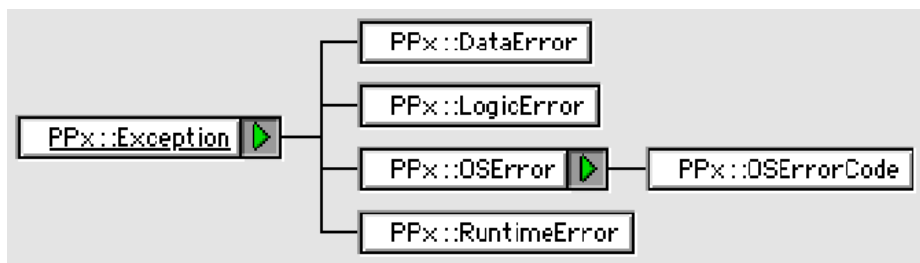 PPx::DataError
PPx::LogicError
PPx::Exception
PPx::OSError
PPx::OSErrorCode
PPx::RuntimeError